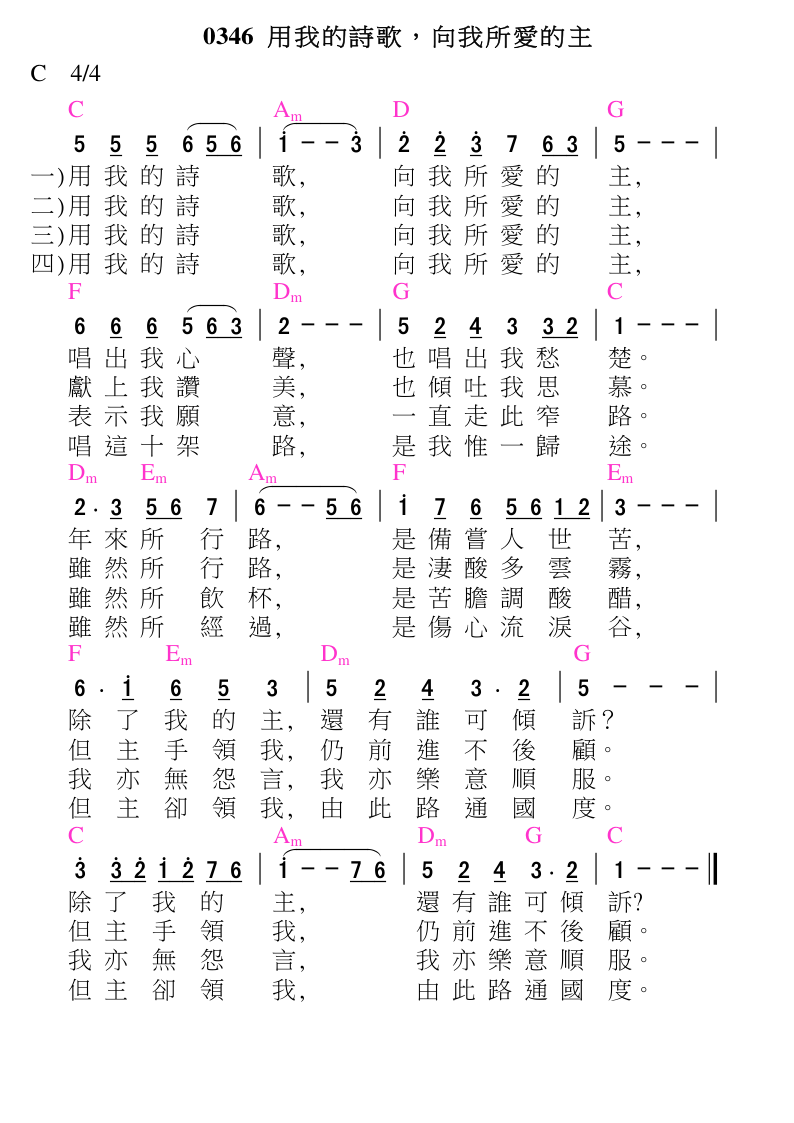 0346 用我的詩歌，向我所愛的主
C 4/4
C Am D G
5 5 5 6 5 6 | i - - 3̇ | 2̇ 2̇ 3̇ 7 6 3 | 5 - - - |
一)用我的詩 歌, 向我所愛的 主,
二)用我的詩 歌, 向我所愛的 主,
三)用我的詩 歌, 向我所愛的 主,
四)用我的詩 歌, 向我所愛的 主,
F Dm G C
6 6 6 5 6 3 | 2 - - - | 5 2 4 3 3 2 | 1 - - - |
唱出我心 聲, 也唱出我愁 楚。
獻上我讚 美, 也傾吐我思 慕。
表示我願 意, 一直走此窄 路。
唱這十架 路, 是我惟一歸 途。
Dm Em Am F Em
2 · 3 5 6 7 | 6 - - 5 6 | i 7 6 5 6 1 2 | 3 - - - |
年來所 行 路, 是備嘗人 世 苦,
雖然所 行 路, 是淒酸多 雲 霧,
雖然所 飲 杯, 是苦膽調 酸 醋,
雖然所 經 過, 是傷心流 淚 谷,
F Em Dm G
6 · i 6 5 3 | 5 2 4 3 · 2 | 5 - - - |
除 了 我 的 主, 還 有 誰 可 傾 訴？
但 主 手 領 我, 仍 前 進 不 後 顧。
我 亦 無 怨 言, 我 亦 樂 意 順 服。
但 主 卻 領 我, 由 此 路 通 國 度。
C Am Dm G C
3̇ 3̇ 2̇ i 2̇ 7 6 | i - - 7 6 | 5 2 4 3 · 2 | 1 - - - ‖
除了 我 的 主, 還有誰可傾 訴?
但主 手 領 我, 仍前進不後 顧。
我亦 無 怨 言, 我亦樂意順 服。
但主 卻 領 我, 由此路通國 度。